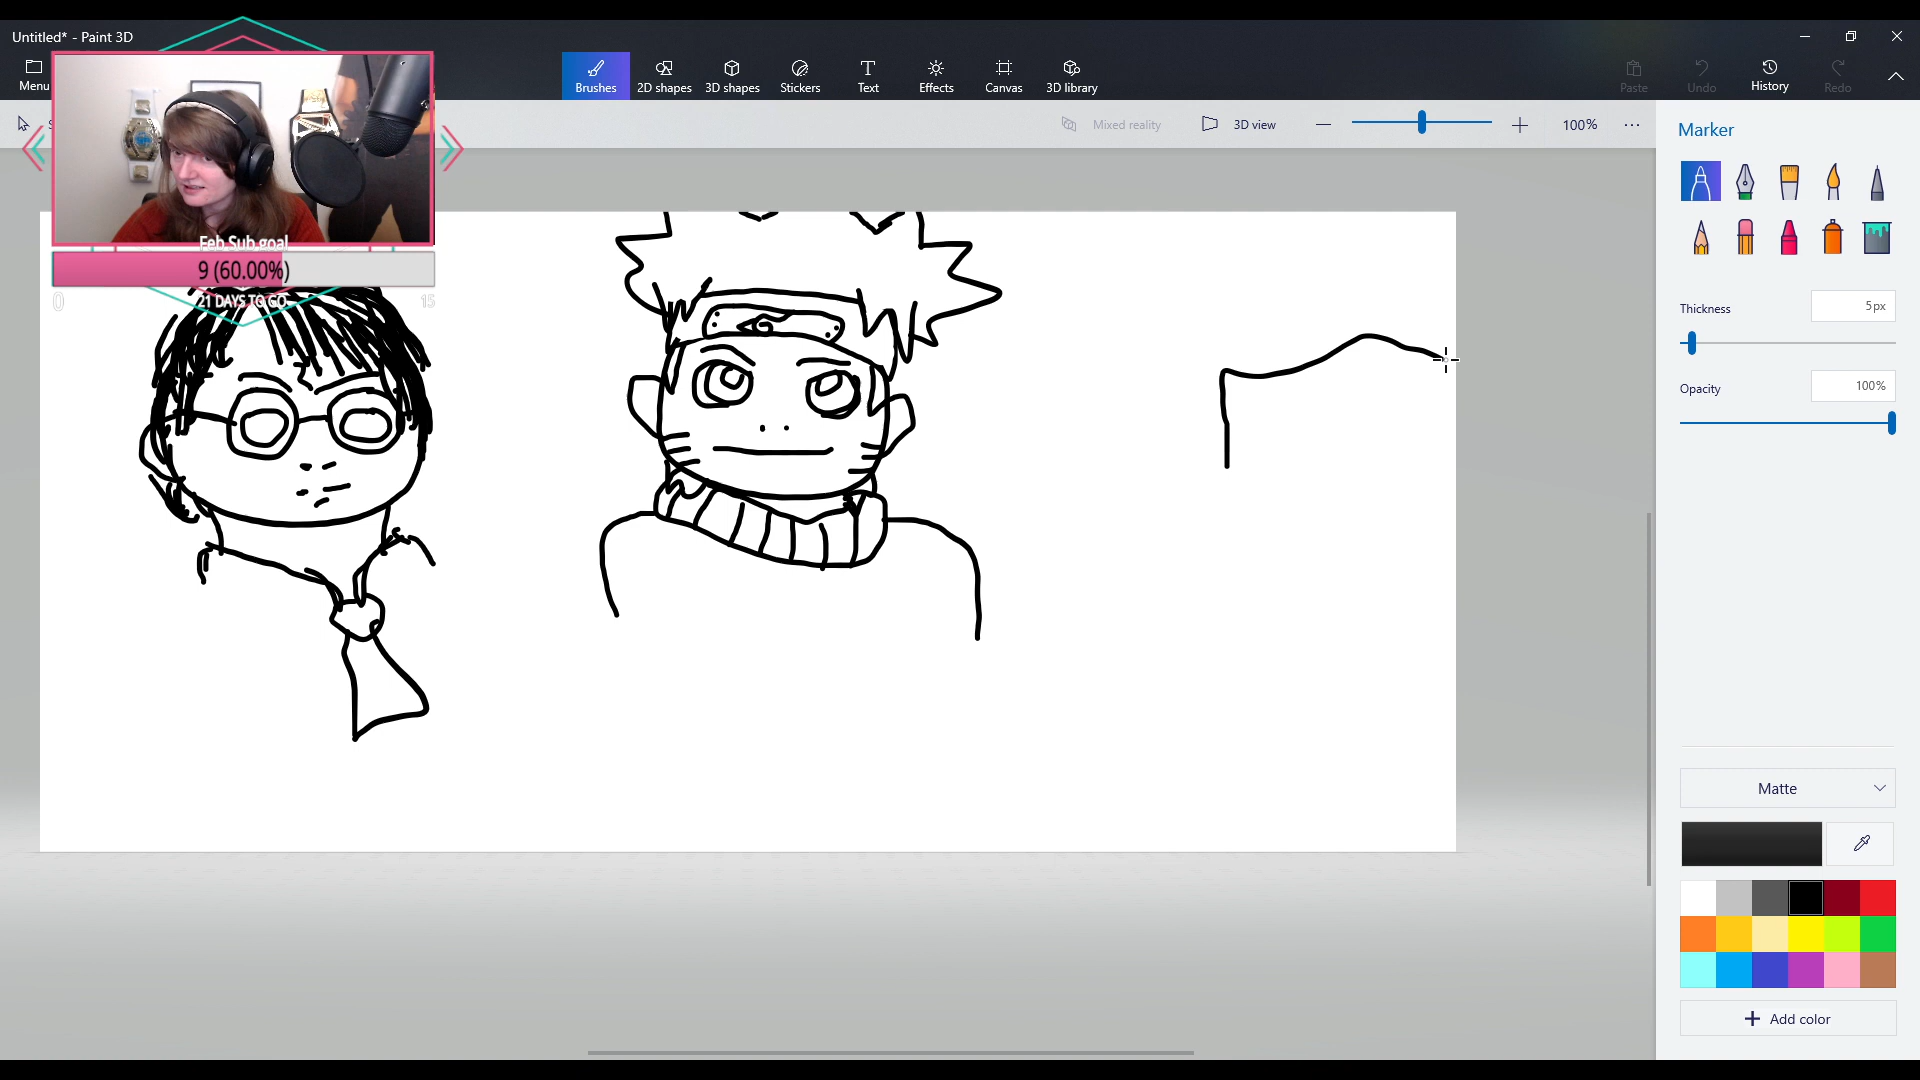 Untitled* - Paint 3D
Menu
Brushes
2D shapes
3D shapes
Stickers
Text
Effects
Canvas
3D library
Paste
Undo
History
Redo
Mixed reality
3D view
100%
Marker
Feb Sub goal
9 (60.00%)
0
21 DAYS TO GO
15
Thickness
5px
Opacity
100%
Matte
Add color